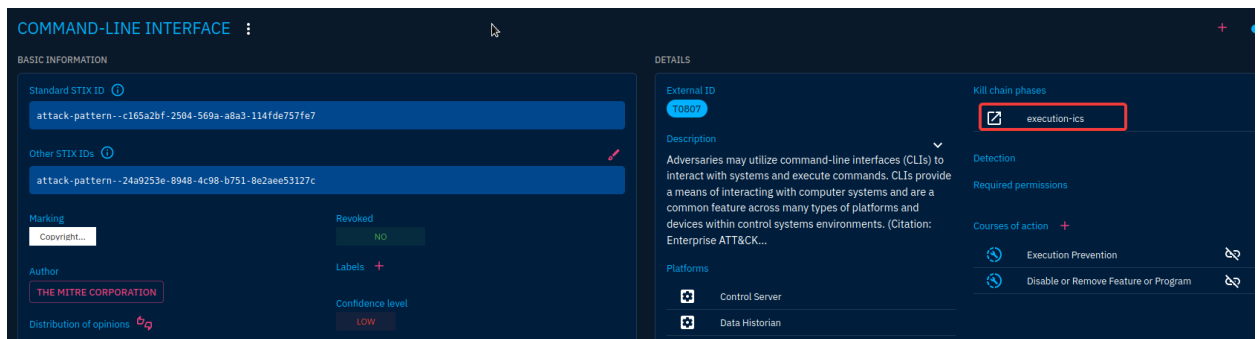 COMMAND-LINE INTERFACE
BASIC INFORMATION
Standard STIX ID
attack-pattern--c165a2bf-2504-569a-a8a3-114fde757fe7
Other STIX IDs
attack-pattern--24a9253e-8948-4c98-b751-8e2aee53127c
Marking
Copyright...
Revoked
NO
Author
THE MITRE CORPORATION
Labels +
Distribution of opinions
Confidence level
LOW
DETAILS
External ID
T0807
Description
Adversaries may utilize command-line interfaces (CLIs) to
interact with systems and execute commands. CLIs provide
a means of interacting with computer systems and are a
common feature across many types of platforms and
devices within control systems environments. (Citation:
Enterprise ATT&CK...
Platforms
Control Server
Data Historian
Kill chain phases
execution-ics
Detection
Required permissions
Courses of action +
Execution Prevention
Disable or Remove Feature or Program